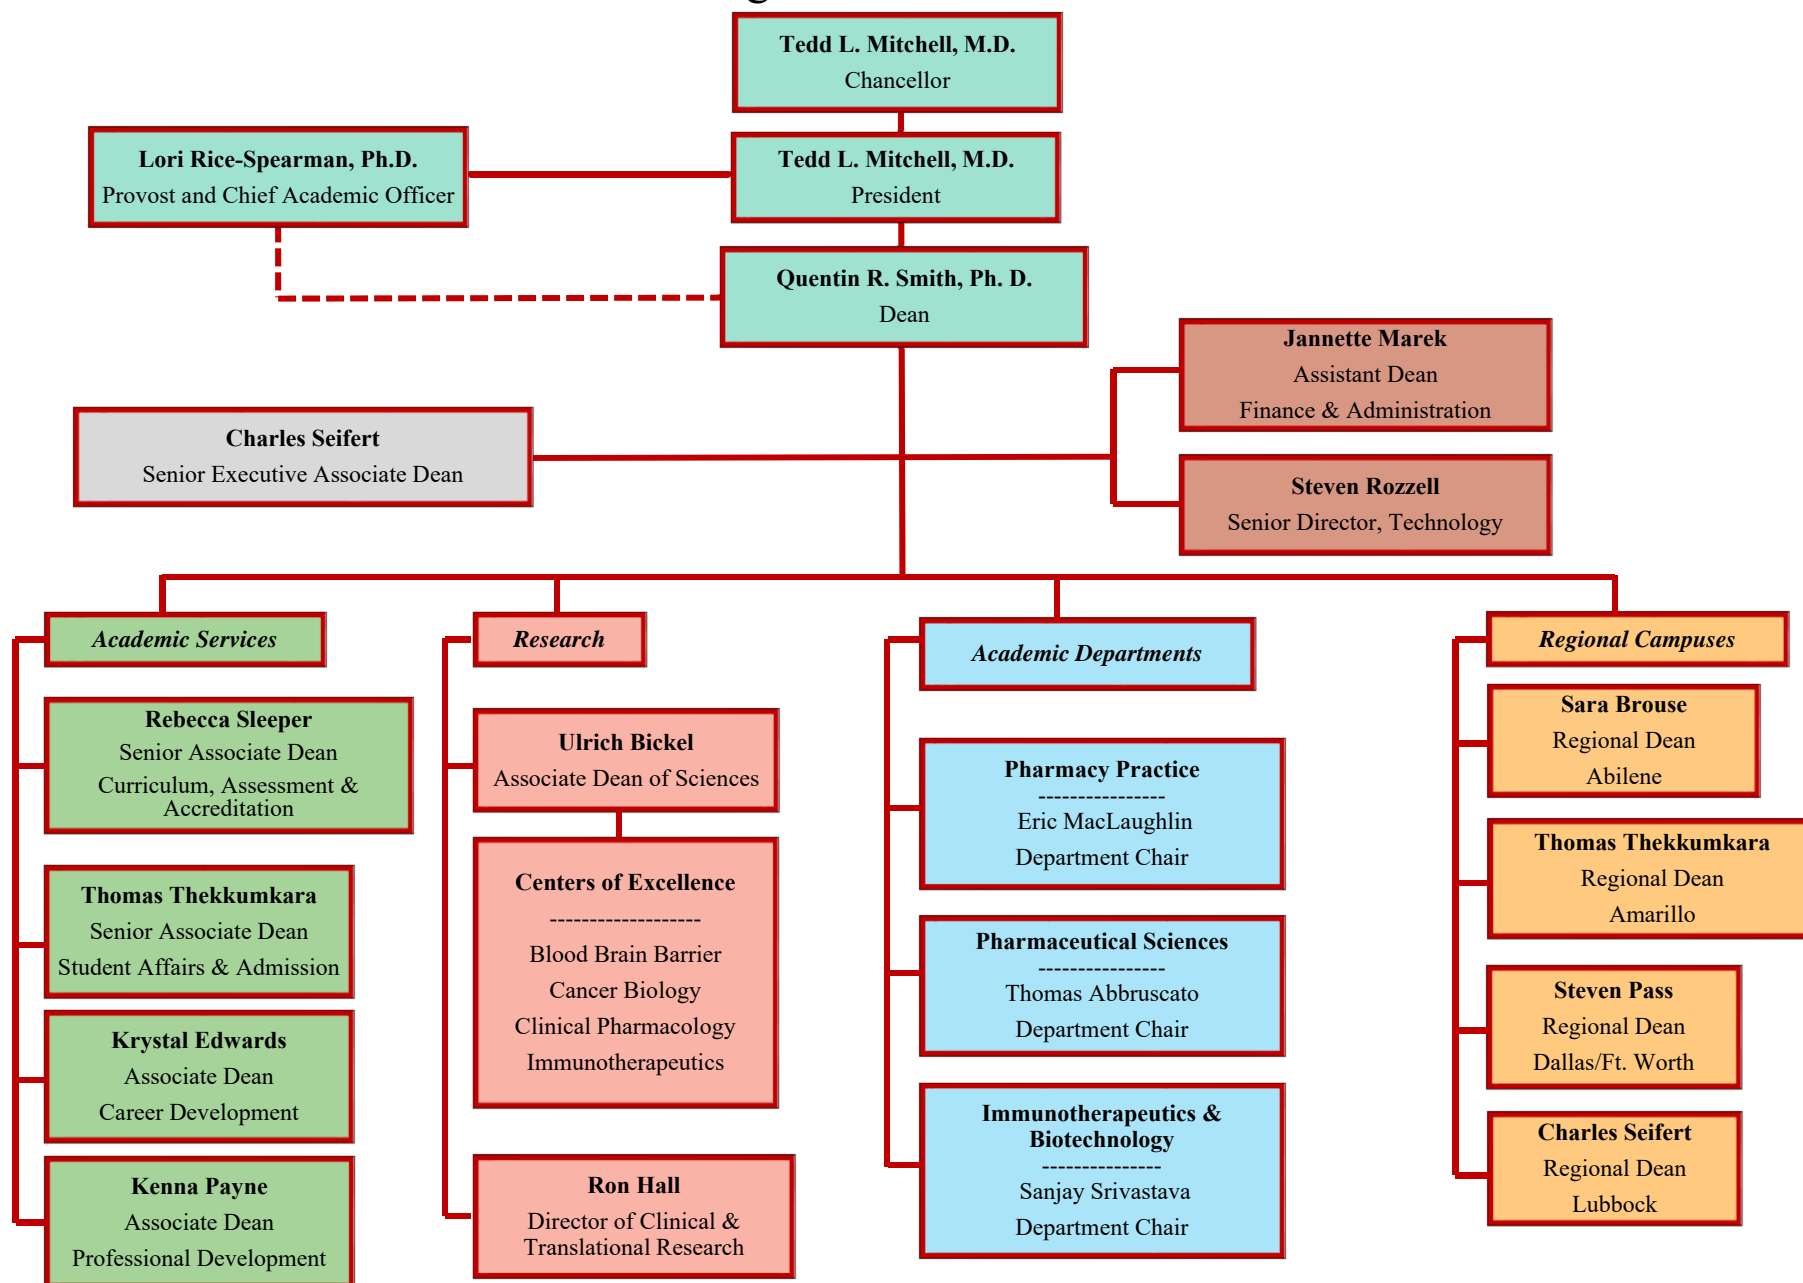 Tedd L. Mitchell, M.D.
Chancellor
Lori Rice-Spearman, Ph.D.
Provost and Chief Academic Officer
Tedd L. Mitchell, M.D.
President
Quentin R. Smith, Ph. D.
Dean
Jannette Marek
Assistant Dean
Finance & Administration
Charles Seifert
Senior Executive Associate Dean
Steven Rozzell
Senior Director, Technology
Academic Services
Rebecca Sleeper
Senior Associate Dean
Curriculum, Assessment &
Accreditation
Thomas Thekkumkara
Senior Associate Dean
Student Affairs & Admission
Krystal Edwards
Associate Dean
Career Development
Kenna Payne
Associate Dean
Professional Development
Research
Ulrich Bickel
Associate Dean of Sciences
Centers of Excellence
-------------------
Blood Brain Barrier
Cancer Biology
Clinical Pharmacology
Immunotherapeutics
Ron Hall
Director of Clinical &
Translational Research
Academic Departments
Pharmacy Practice
----------------
Eric MacLaughlin
Department Chair
Pharmaceutical Sciences
----------------
Thomas Abbruscato
Department Chair
Immunotherapeutics &
Biotechnology
---------------
Sanjay Srivastava
Department Chair
Regional Campuses
Sara Brouse
Regional Dean
Abilene
Thomas Thekkumkara
Regional Dean
Amarillo
Steven Pass
Regional Dean
Dallas/Ft. Worth
Charles Seifert
Regional Dean
Lubbock